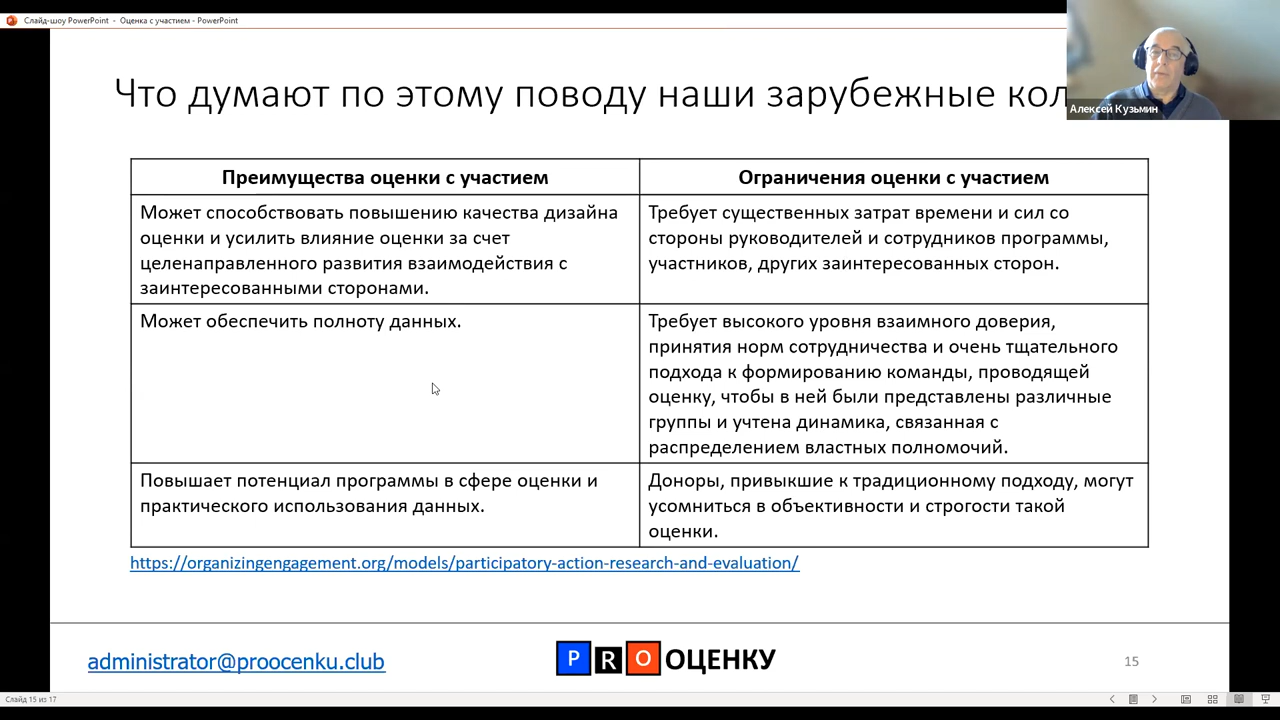 Слайд-шоу PowerPoint - Оценка с участием - PowerPoint
Что думают по этому поводу наши зарубежные кол
Алексей Кузьмин
Преимущества оценки с участием
Ограничения оценки с участием
Может способствовать повышению качества дизайна
оценки и усилить влияние оценки за счет
целенаправленного развития взаимодействия с
заинтересованными сторонами.
Требует существенных затрат времени и сил со
стороны руководителей и сотрудников программы,
участников, других заинтересованных сторон.
Может обеспечить полноту данных.
Требует высокого уровня взаимного доверия,
принятия норм сотрудничества и очень тщательного
подхода к формированию команды, проводящей
оценку, чтобы в ней были представлены различные
группы и учтена динамика, связанная с
распределением властных полномочий.
Повышает потенциал программы в сфере оценки и
практического использования данных.
Доноры, привыкшие к традиционному подходу, могут
усомниться в объективности и строгости такой
оценки.
https://organizingengagement.org/models/participatory-action-research-and-evaluation/
administrator@proocenku.club
PRO ОЦЕНКУ
15
Слайд 15 из 17